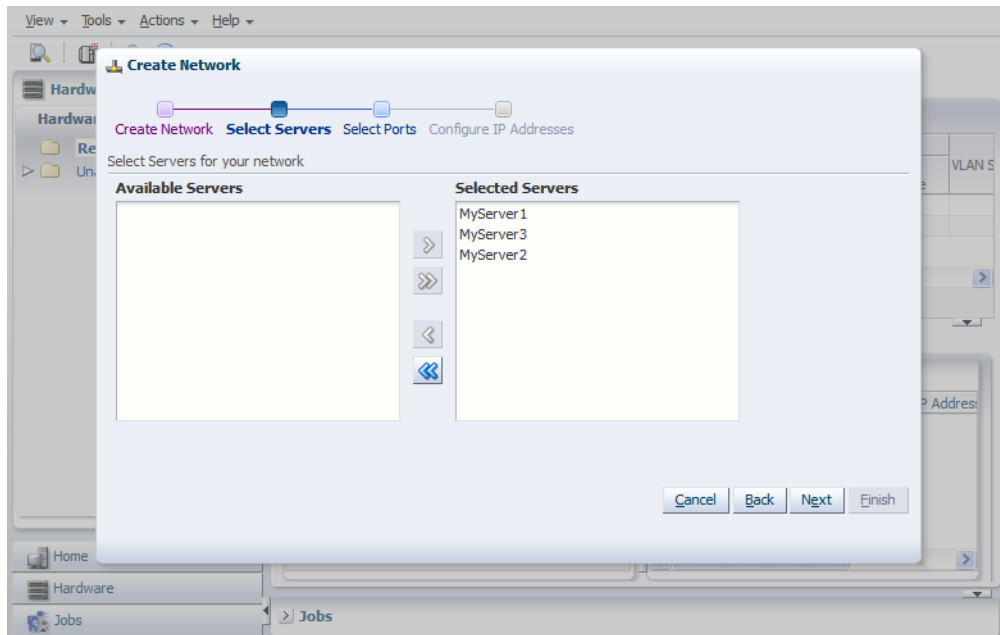 View Tools Actions Help
Create Network
Hardw
Hardwa
Create Network Select Servers Select Ports Configure IP Addresses
Re
Select Servers for your network
VLAN S
Un
Available Servers Selected Servers
MyServer1
MyServer3
MyServer2
P Address
Cancel Back Next Finish
Home
Hardware
Jobs
Jobs